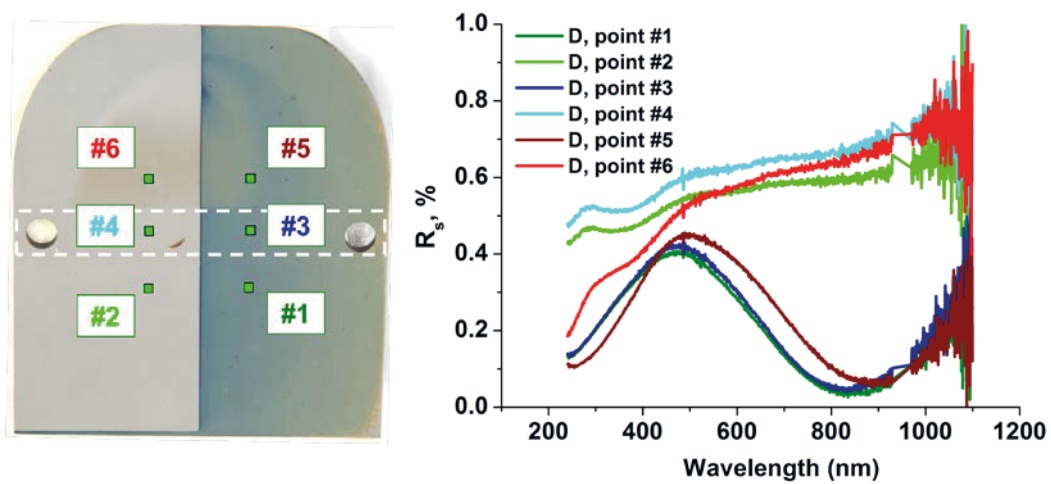 #6
#5
#4
#3
#2
#1
1.0
0.8
0.6
0.4
0.2
0.0
Rs, %
D, point #1
D, point #2
D, point #3
D, point #4
D, point #5
D, point #6
200
400
600
800
1000
1200
Wavelength (nm)